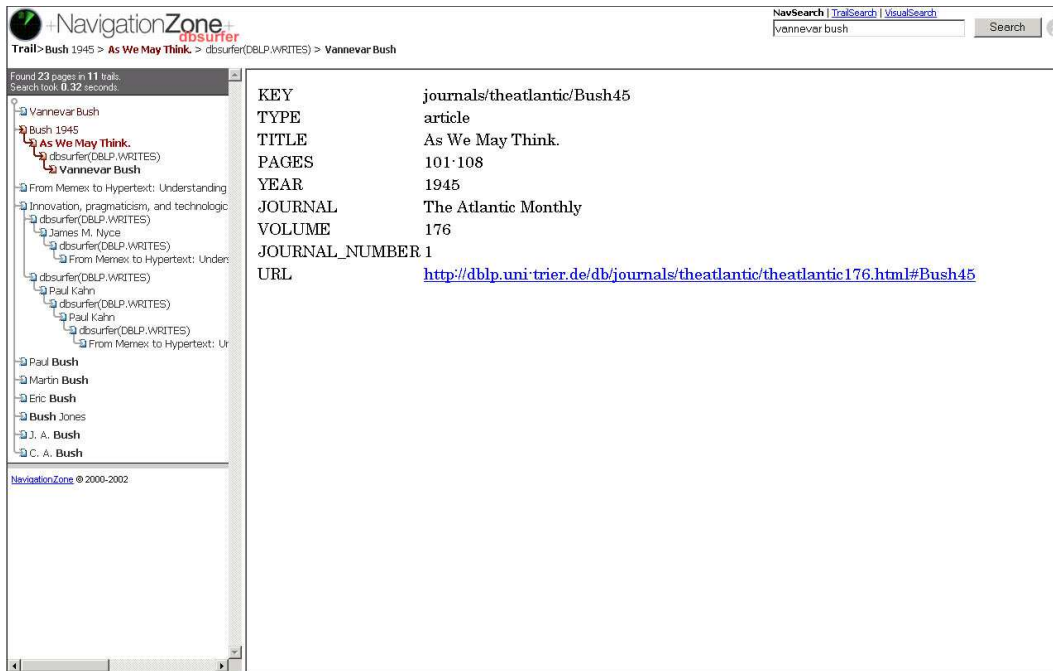 +NavigationZone+
dbsurfer
NavSearch | TrailSearch | VisualSearch
vannevar bush
Search
Trail>Bush 1945 > As We May Think. > dbsurfer(DBLP.WRITES) > Vannevar Bush
Found 23 pages in 11 trails.
Search took 0.32 seconds.
Vannevar Bush
Bush 1945
As We May Think.
dbsurfer(DBLP.WRITES)
Vannevar Bush
From Memex to Hypertext: Understanding
Innovation, pragmaticism, and technologic
dbsurfer(DBLP.WRITES)
James M. Nyce
dbsurfer(DBLP.WRITES)
From Memex to Hypertext: Unders
dbsurfer(DBLP.WRITES)
Paul Kahn
dbsurfer(DBLP.WRITES)
Paul Kahn
dbsurfer(DBLP.WRITES)
From Memex to Hypertext: Ur
Paul Bush
Martin Bush
Eric Bush
Bush Jones
J. A. Bush
C. A. Bush
NavigationZone © 2000-2002
KEY journals/theatlantic/Bush45
TYPE article
TITLE As We May Think.
PAGES 101-108
YEAR 1945
JOURNAL The Atlantic Monthly
VOLUME 176
JOURNAL_NUMBER 1
URL http://dblp.uni-trier.de/db/journals/theatlantic/theatlantic176.html#Bush45